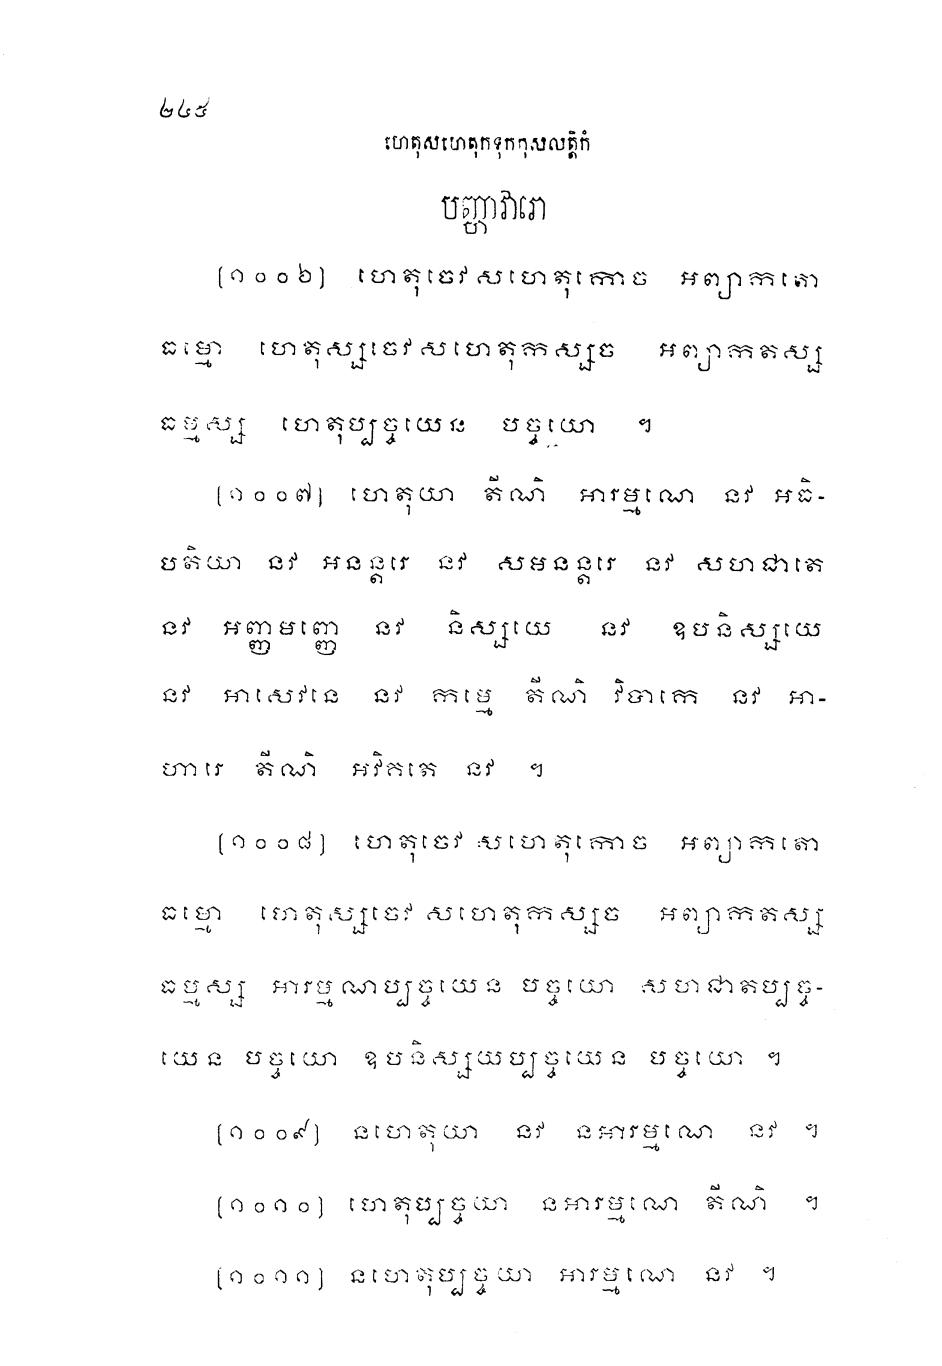 ២៤៥
ហេតុសហេតុកទុកកុសលត្តិកំ
បញ្ហាវារោ
[១០០៦] ហេតុចេវសហេតុកោច អព្យាកតោ
ធម្មោ ហេតុស្សចេវសហេតុកស្សច អព្យាកតស្ស
ធម្មស្ស ហេតុប្បច្ចយេន បច្ចយោ ។
[១០០៧] ហេតុយា តីណិ អារម្មណេ នវ អធិ-
បតិយា នវ អនន្តរេ នវ សមនន្តរេ នវ សហជាតេ
នវ អញ្ញមញ្ញេ នវ និស្សយេ នវ ឧបនិស្សយេ
នវ អាសេវនេ នវ កម្មេ តីណិ វិបាកេ នវ អា-
ហារេ តីណិ អវិគតេ នវ ។
[១០០៨] ហេតុចេវ សហេតុកោច អព្យាកតោ
ធម្មោ ហេតុស្សចេវ សហេតុកស្សច អព្យាកតស្ស
ធម្មស្ស អារម្មណប្បច្ចយេន បច្ចយោ សហជាតប្បច្ច-
យេន បច្ចយោ ឧបនិស្សយប្បច្ចយេន បច្ចយោ ។
[១០០៩] នហេតុយា នវ នអារម្មណេ នវ ។
[១០១០] ហេតុប្បច្ចយា នអារម្មណេ តីណិ ។
[១០១១] នហេតុប្បច្ចយា អារម្មណេ នវ ។